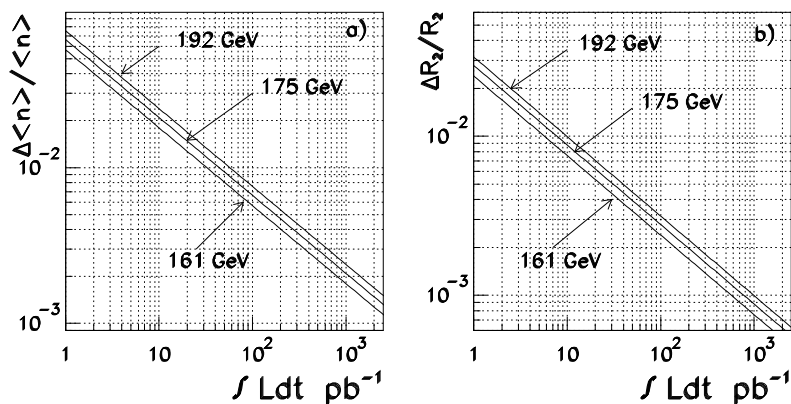 a)
Δ<n>/<n>
192 GeV
175 GeV
161 GeV
10⁻²
10⁻³
1 10 10² 10³
∫ Ldt pb⁻¹
b)
ΔR₂/R₂
192 GeV
175 GeV
161 GeV
10⁻²
10⁻³
1 10 10² 10³
∫ Ldt pb⁻¹